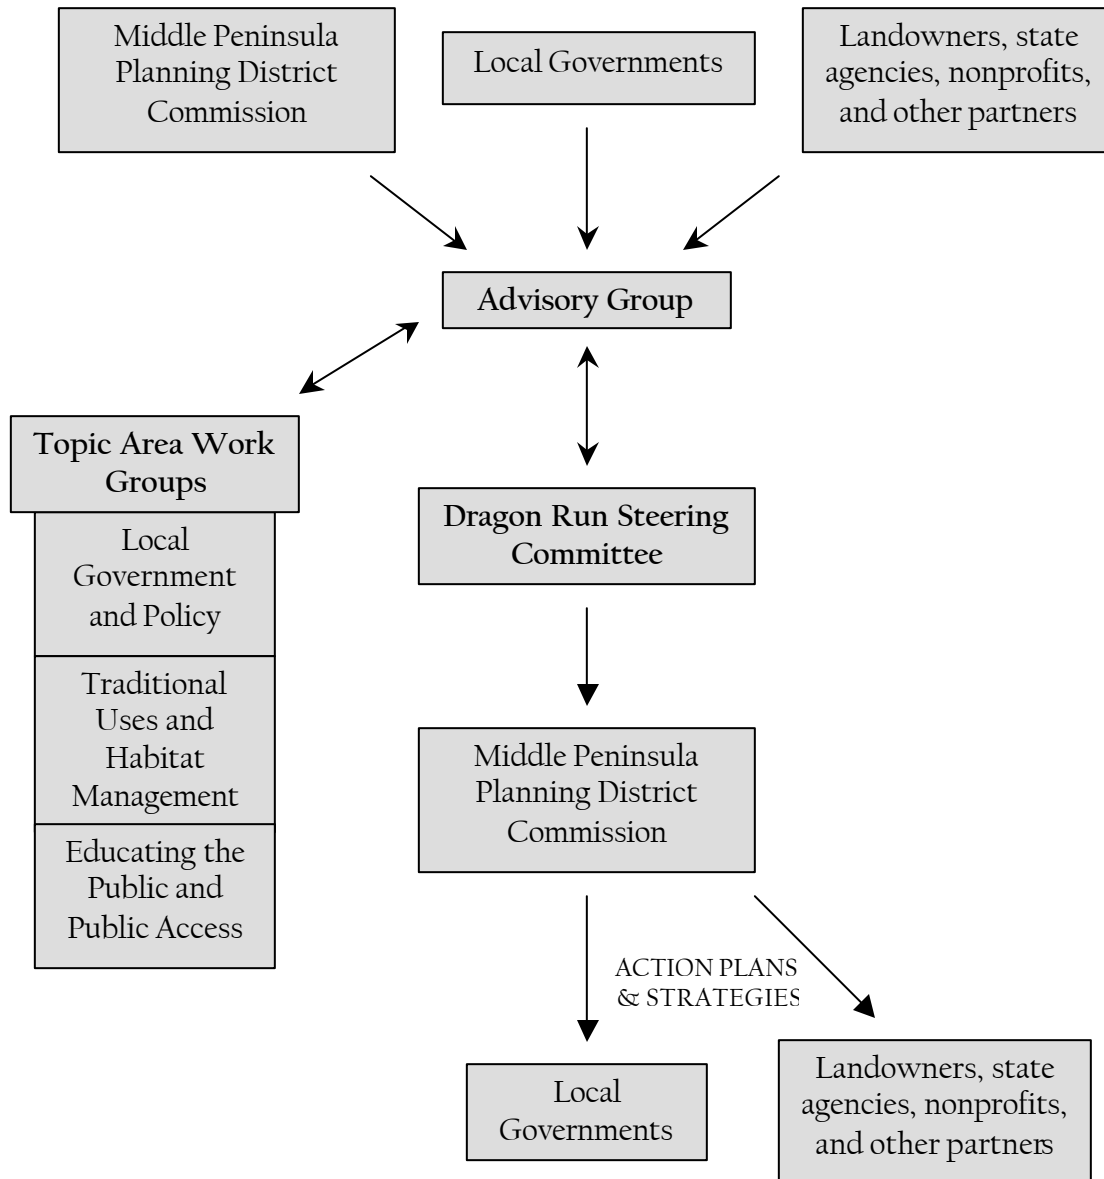 Middle Peninsula
Planning District
Commission
Local Governments
Landowners, state
agencies, nonprofits,
and other partners
Advisory Group
Topic Area Work
Groups
Local
Government
and Policy
Traditional
Uses and
Habitat
Management
Educating the
Public and
Public Access
Dragon Run Steering
Committee
Middle Peninsula
Planning District
Commission
ACTION PLANS
& STRATEGIES
Local
Governments
Landowners, state
agencies, nonprofits,
and other partners